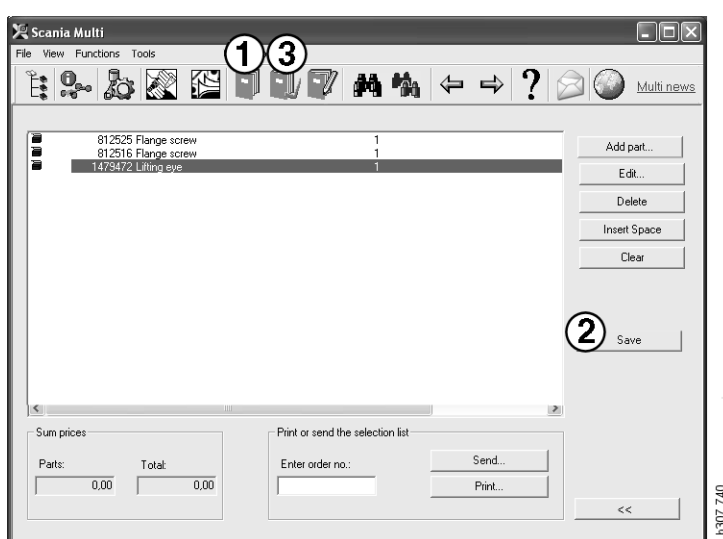 Scania Multi
File View Functions Tools
1 3
? Multi news
812525 Flange screw 1
812516 Flange screw 1
1479472 Lifting eye 1
Add part...
Edit...
Delete
Insert Space
Clear
2 Save
Sum prices
Parts: Total:
0,00 0,00
Print or send the selection list
Enter order no.:
Send...
Print...
<<
b307 740